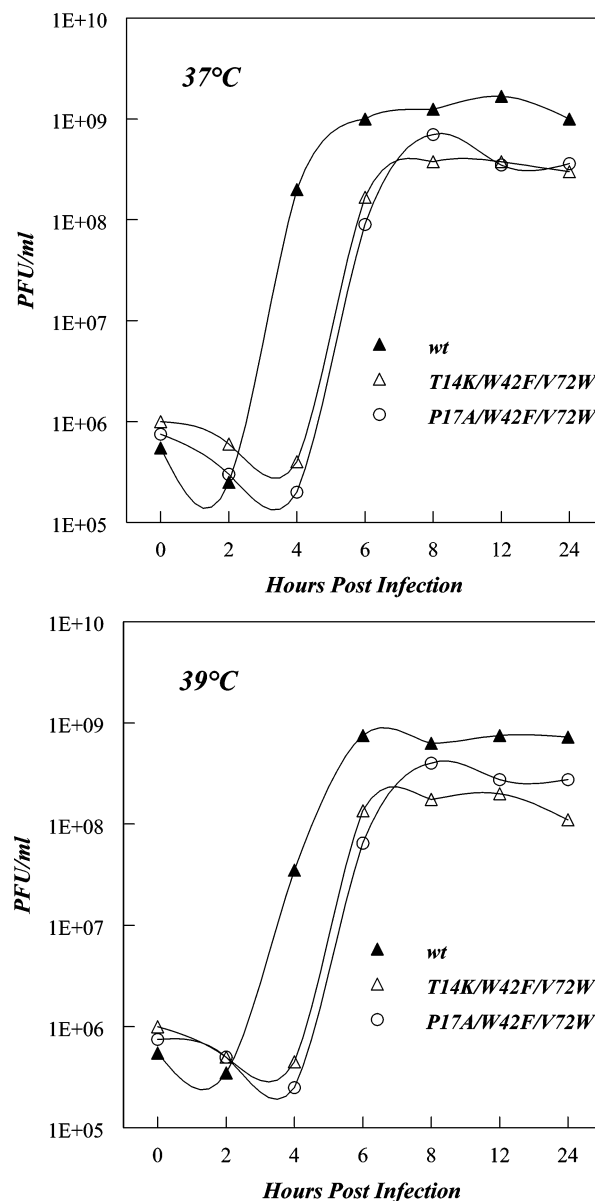 1E+10
37°C
1E+09
1E+08
PFU/ml
1E+07
wt
T14K/W42F/V72W
1E+06
P17A/W42F/V72W
1E+05
0 2 4 6 8 12 24
Hours Post Infection
1E+10
39°C
1E+09
1E+08
PFU/ml
1E+07
wt
T14K/W42F/V72W
1E+06
P17A/W42F/V72W
1E+05
0 2 4 6 8 12 24
Hours Post Infection